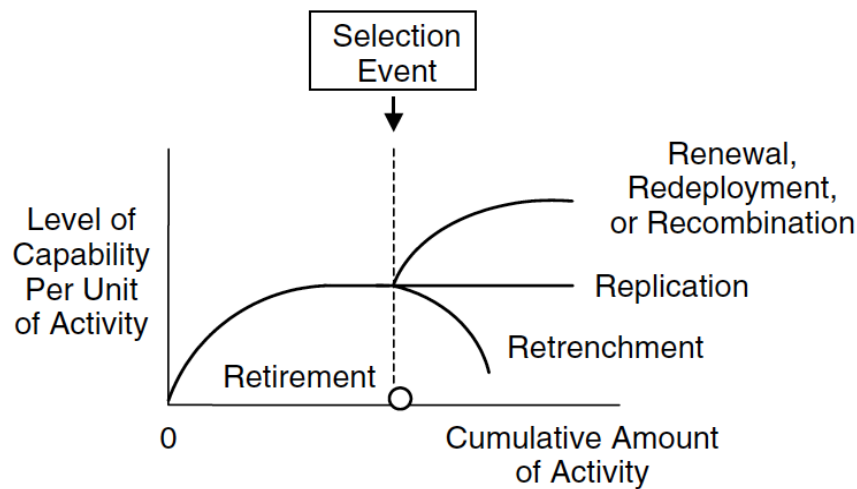 Selection
Event
Renewal,
Redeployment,
or Recombination
Level of
Capability
Per Unit
of Activity
Replication
Retrenchment
Retirement
0
Cumulative Amount
of Activity